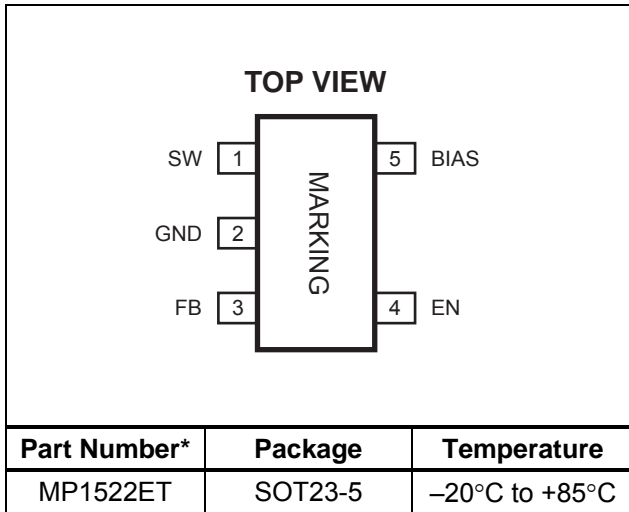 TOP VIEW
SW 1 5 BIAS
MARKING
GND 2
FB 3 4 EN
Part Number* Package Temperature
MP1522ET SOT23-5 –20°C to +85°C